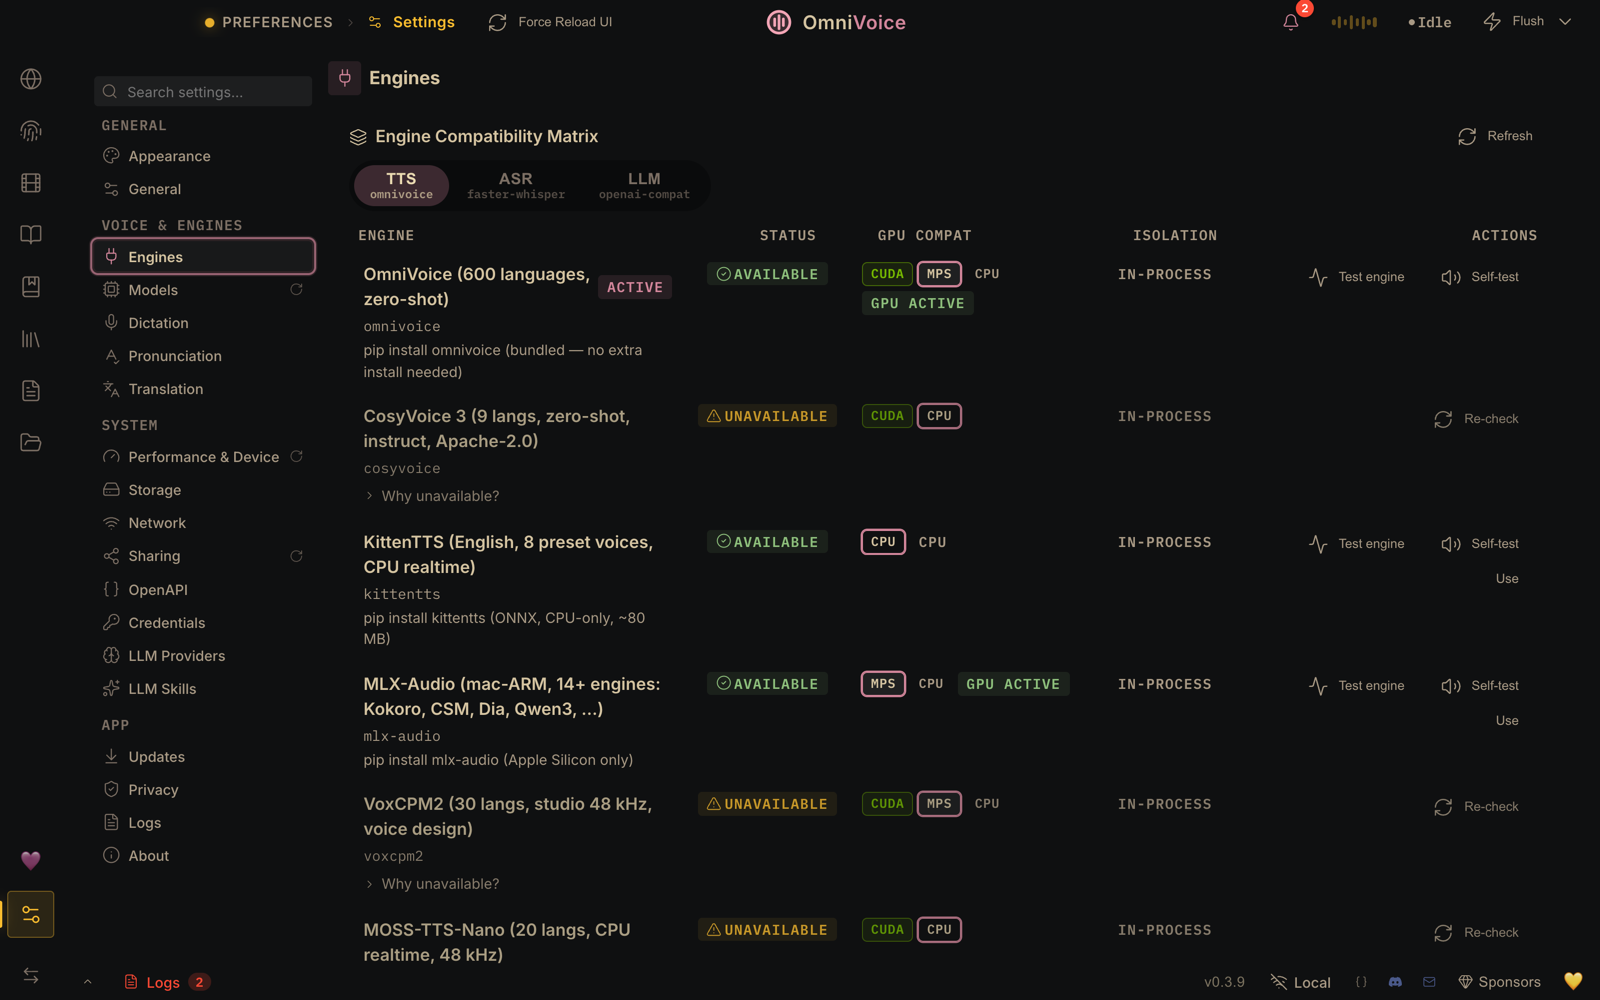 PREFERENCES
Settings
Force Reload UI
OmniVoice
2
Idle
Flush
Search settings...
GENERAL
Appearance
General
VOICE & ENGINES
Engines
Models
Dictation
Pronunciation
Translation
SYSTEM
Performance & Device
Storage
Network
Sharing
OpenAPI
Credentials
LLM Providers
LLM Skills
APP
Updates
Privacy
Logs
About
Engines
Engine Compatibility Matrix
Refresh
TTS
omnivoice
ASR
faster-whisper
LLM
openai-compat
ENGINE STATUS GPU COMPAT ISOLATION ACTIONS
OmniVoice (600 languages,
zero-shot)
ACTIVE
omnivoice
pip install omnivoice (bundled — no extra
install needed)
AVAILABLE
CUDA MPS CPU
GPU ACTIVE
IN-PROCESS
Test engine
Self-test
CosyVoice 3 (9 langs, zero-shot,
instruct, Apache-2.0)
cosyvoice
Why unavailable?
UNAVAILABLE
CUDA CPU
IN-PROCESS
Re-check
KittenTTS (English, 8 preset voices,
CPU realtime)
kittentts
pip install kittentts (ONNX, CPU-only, ~80
MB)
AVAILABLE
CPU CPU
IN-PROCESS
Test engine
Self-test
Use
MLX-Audio (mac-ARM, 14+ engines:
Kokoro, CSM, Dia, Qwen3, ...)
mlx-audio
pip install mlx-audio (Apple Silicon only)
AVAILABLE
MPS CPU GPU ACTIVE
IN-PROCESS
Test engine
Self-test
Use
VoxCPM2 (30 langs, studio 48 kHz,
voice design)
voxcpm2
Why unavailable?
UNAVAILABLE
CUDA MPS CPU
IN-PROCESS
Re-check
MOSS-TTS-Nano (20 langs, CPU
realtime, 48 kHz)
UNAVAILABLE
CUDA CPU
IN-PROCESS
Re-check
Logs 2
v0.3.9
Local
Sponsors